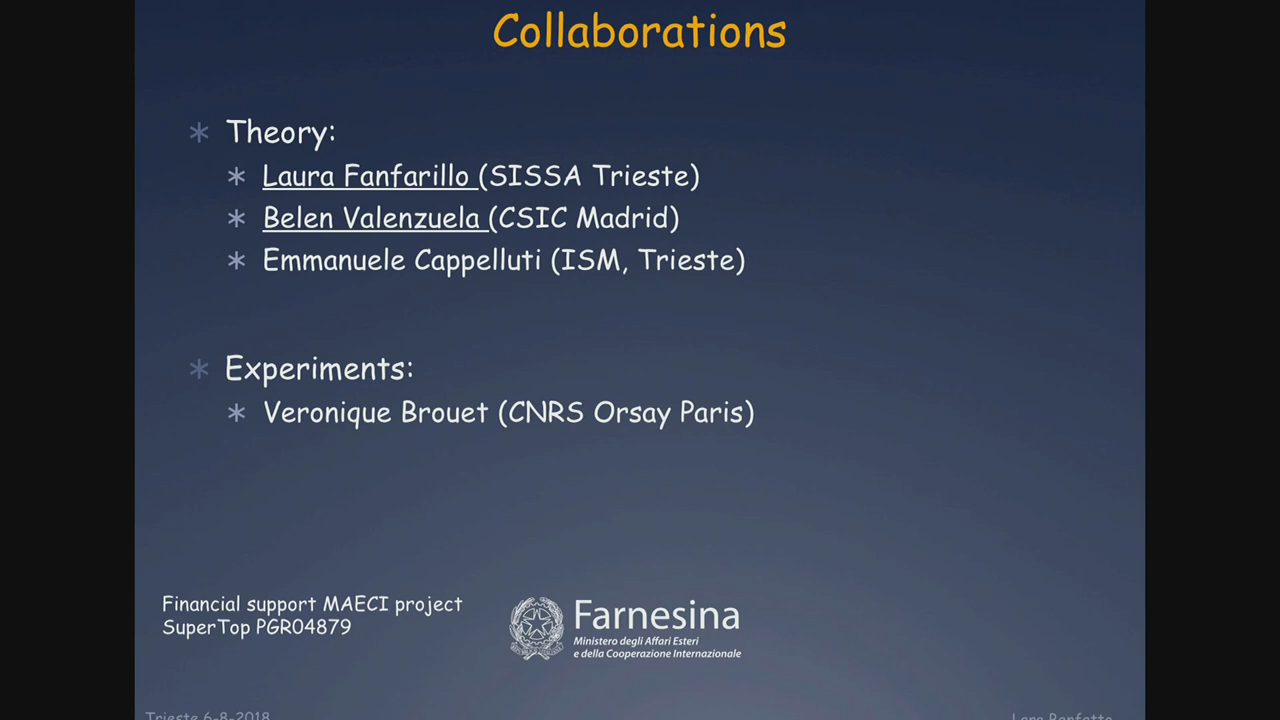 Collaborations
Theory:
Laura Fanfarillo (SISSA Trieste)
Belen Valenzuela (CSIC Madrid)
Emmanuele Cappelluti (ISM, Trieste)
Experiments:
Veronique Brouet (CNRS Orsay Paris)
Financial support MAECI project
SuperTop PGR04879
Farnesina
Ministero degli Affari Esteri
e della Cooperazione Internazionale
Trieste 6-8-2018
Lara Benfatto